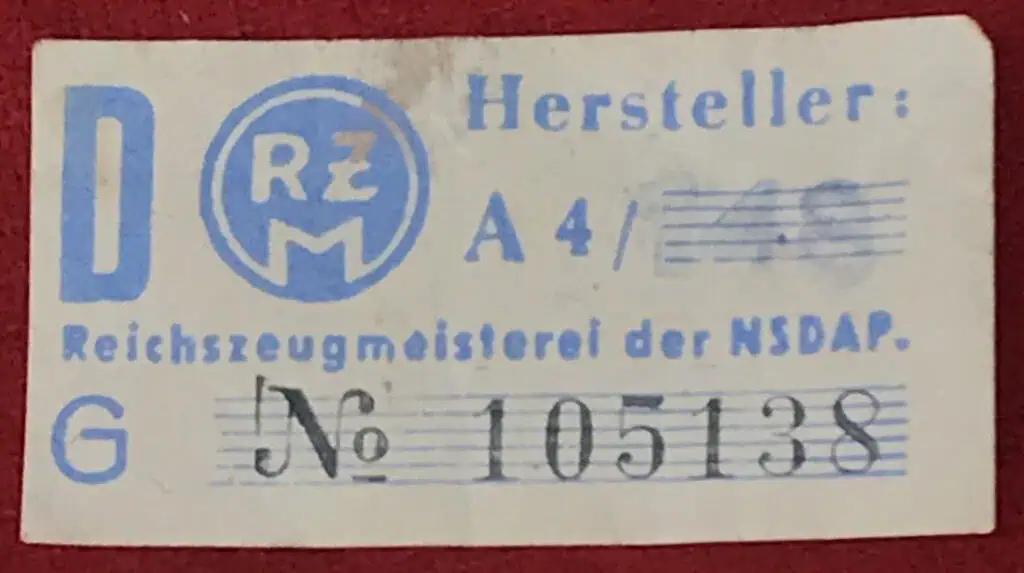 D RZM Hersteller:
A 4/
Reichszeugmeisterei der NSDAP.
G № 105138